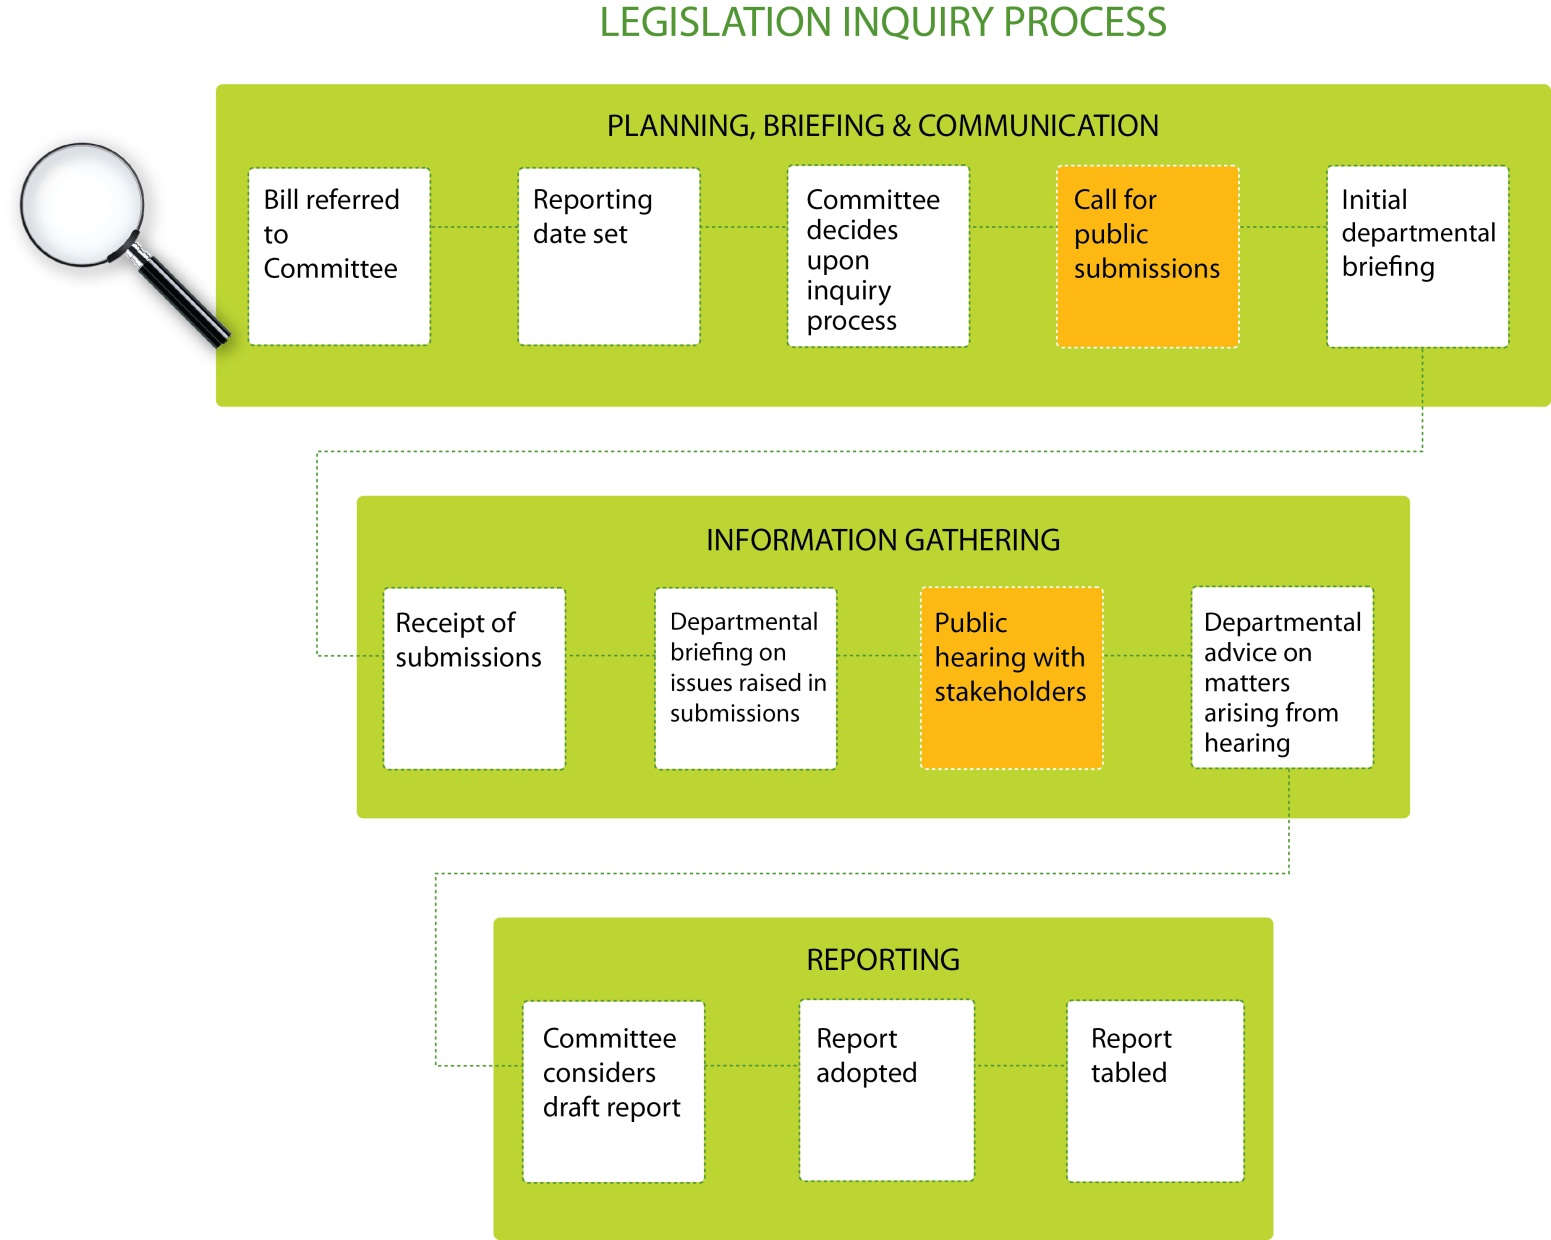 LEGISLATION INQUIRY PROCESS
PLANNING, BRIEFING & COMMUNICATION
Bill referred
to
Committee
Reporting
date set
Committee
decides
upon
inquiry
process
Call for
public
submissions
Initial
departmental
briefing
INFORMATION GATHERING
Receipt of
submissions
Departmental
briefing on
issues raised in
submissions
Public
hearing with
stakeholders
Departmental
advice on
matters
arising from
hearing
REPORTING
Committee
considers
draft report
Report
adopted
Report
tabled